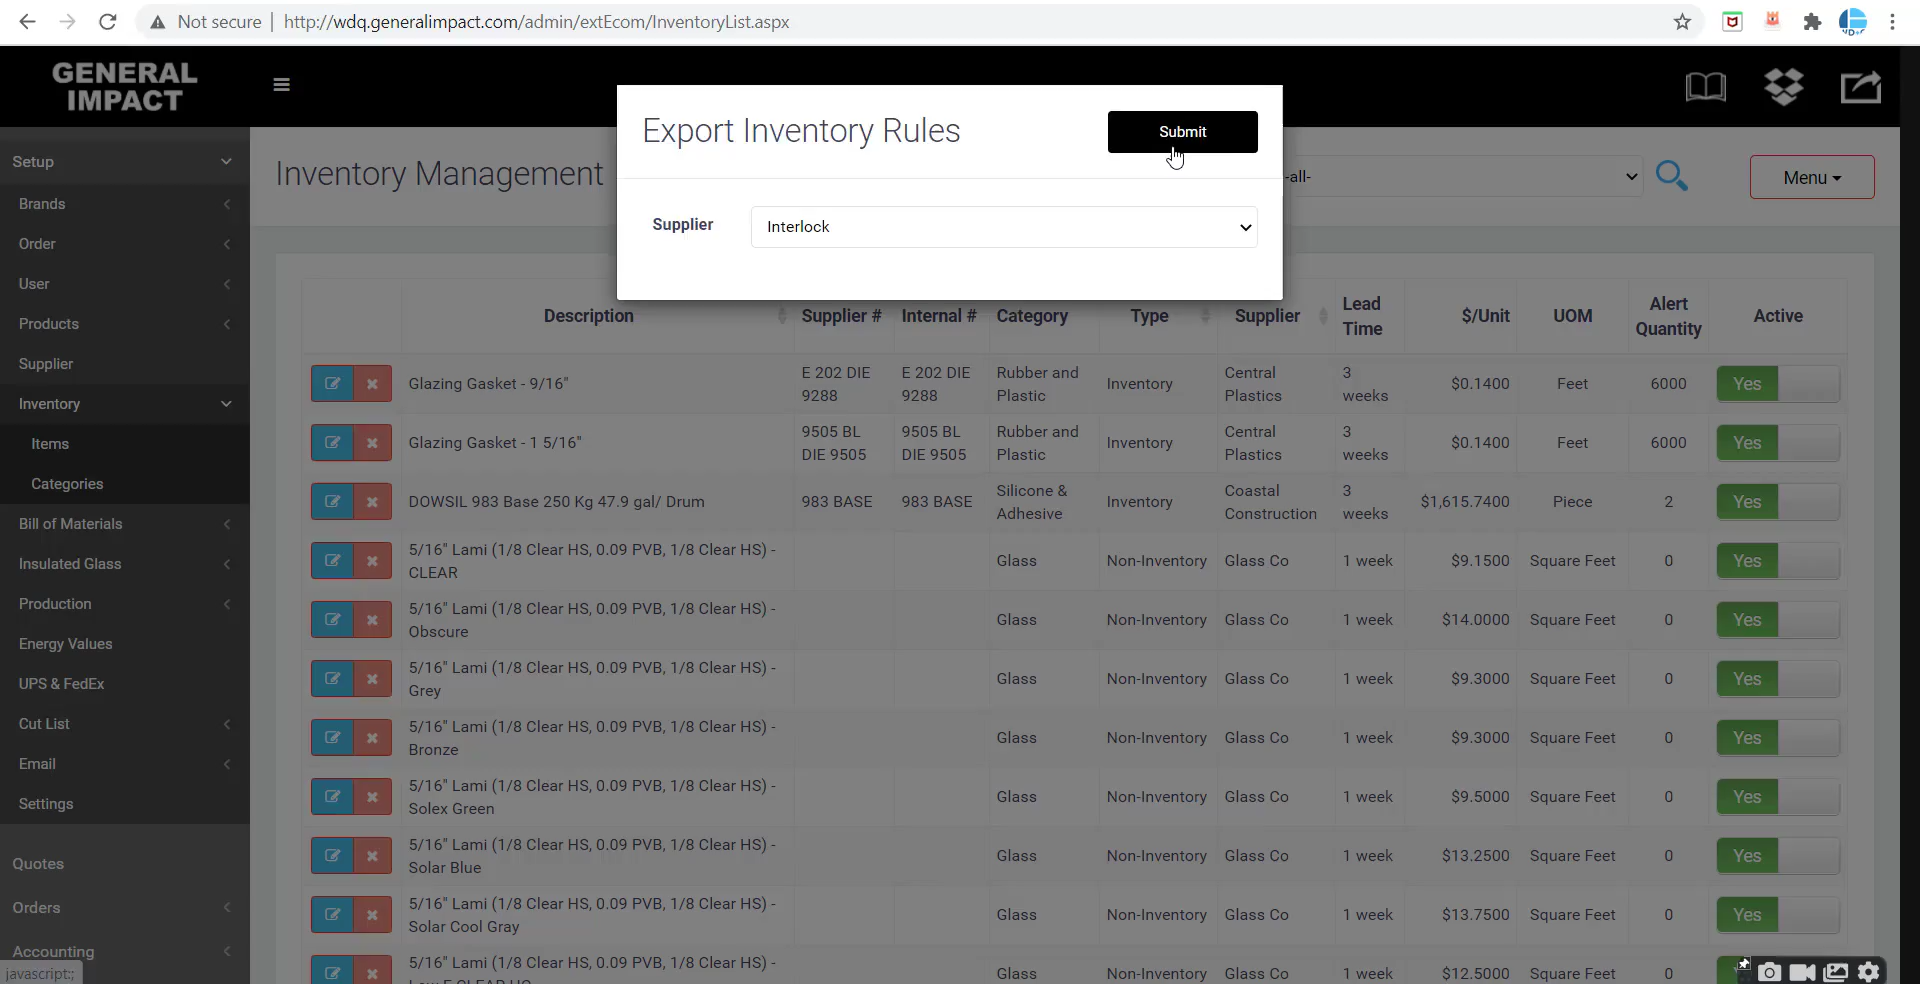 Not secure | http://wdq.generalimpact.com/admin/extEcom/InventoryList.aspx
GENERAL
IMPACT
Export Inventory Rules
Submit
Supplier
Interlock
Setup
Brands
Order
User
Products
Supplier
Inventory
Items
Categories
Bill of Materials
Insulated Glass
Production
Energy Values
UPS & FedEx
Cut List
Email
Settings
Quotes
Orders
Accounting
javascript:;
Inventory Management
-all-
Menu
Description Supplier # Internal # Category Type Supplier Lead Time $/Unit UOM Alert Quantity Active
Glazing Gasket - 9/16" E 202 DIE 9288 E 202 DIE 9288 Rubber and Plastic Inventory Central Plastics 3 weeks $0.1400 Feet 6000 Yes
Glazing Gasket - 1 5/16" 9505 BL DIE 9505 9505 BL DIE 9505 Rubber and Plastic Inventory Central Plastics 3 weeks $0.1400 Feet 6000 Yes
DOWSIL 983 Base 250 Kg 47.9 gal/ Drum 983 BASE 983 BASE Silicone & Adhesive Inventory Coastal Construction 3 weeks $1,615.7400 Piece 2 Yes
5/16" Lami (1/8 Clear HS, 0.09 PVB, 1/8 Clear HS) - CLEAR Glass Non-Inventory Glass Co 1 week $9.1500 Square Feet 0 Yes
5/16" Lami (1/8 Clear HS, 0.09 PVB, 1/8 Clear HS) - Obscure Glass Non-Inventory Glass Co 1 week $14.0000 Square Feet 0 Yes
5/16" Lami (1/8 Clear HS, 0.09 PVB, 1/8 Clear HS) - Grey Glass Non-Inventory Glass Co 1 week $9.3000 Square Feet 0 Yes
5/16" Lami (1/8 Clear HS, 0.09 PVB, 1/8 Clear HS) - Bronze Glass Non-Inventory Glass Co 1 week $9.3000 Square Feet 0 Yes
5/16" Lami (1/8 Clear HS, 0.09 PVB, 1/8 Clear HS) - Solex Green Glass Non-Inventory Glass Co 1 week $9.5000 Square Feet 0 Yes
5/16" Lami (1/8 Clear HS, 0.09 PVB, 1/8 Clear HS) - Solar Blue Glass Non-Inventory Glass Co 1 week $13.2500 Square Feet 0 Yes
5/16" Lami (1/8 Clear HS, 0.09 PVB, 1/8 Clear HS) - Solar Cool Gray Glass Non-Inventory Glass Co 1 week $13.7500 Square Feet 0 Yes
5/16" Lami (1/8 Clear HS, 0.09 PVB, 1/8 Clear HS) - Glass Non-Inventory Glass Co 1 week $12.5000 Square Feet 0